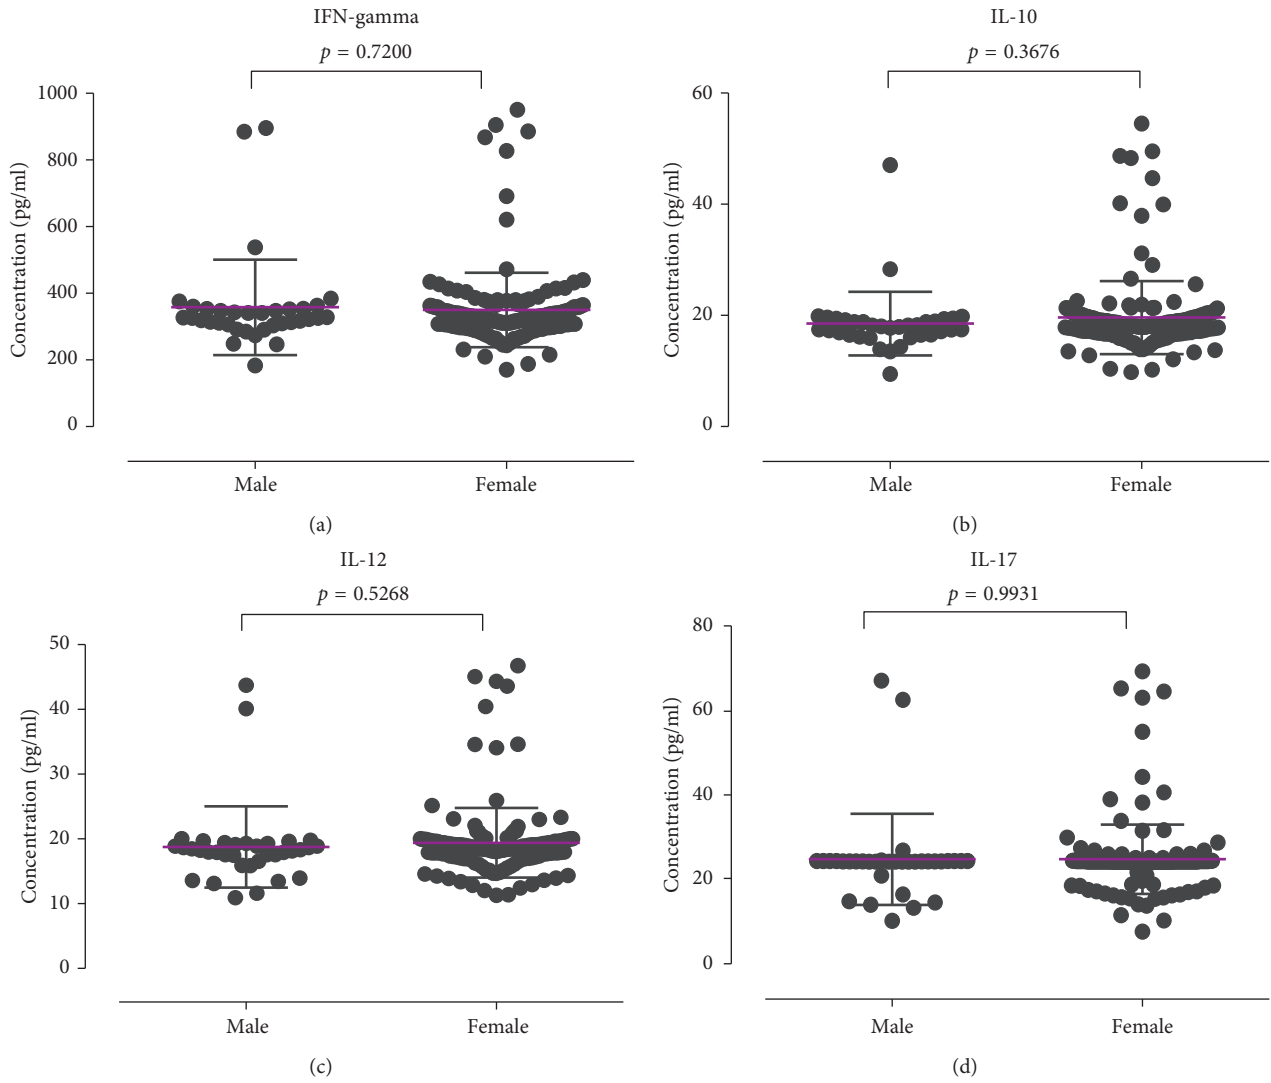 IFN-gamma
p = 0.7200
Concentration (pg/ml)
1000
800
600
400
200
0
Male
Female
(a)
IL-10
p = 0.3676
Concentration (pg/ml)
60
40
20
0
Male
Female
(b)
IL-12
p = 0.5268
Concentration (pg/ml)
50
40
30
20
10
0
Male
Female
(c)
IL-17
p = 0.9931
Concentration (pg/ml)
80
60
40
20
0
Male
Female
(d)